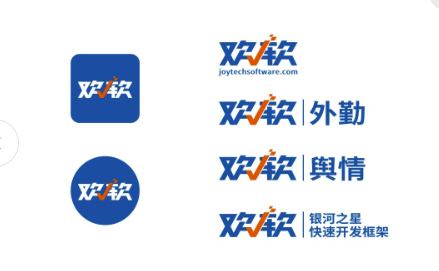 欢软
欢软
欢软
joytechsoftware.com
欢软 外勤
欢软 舆情
欢软 银河之星
快速开发框架